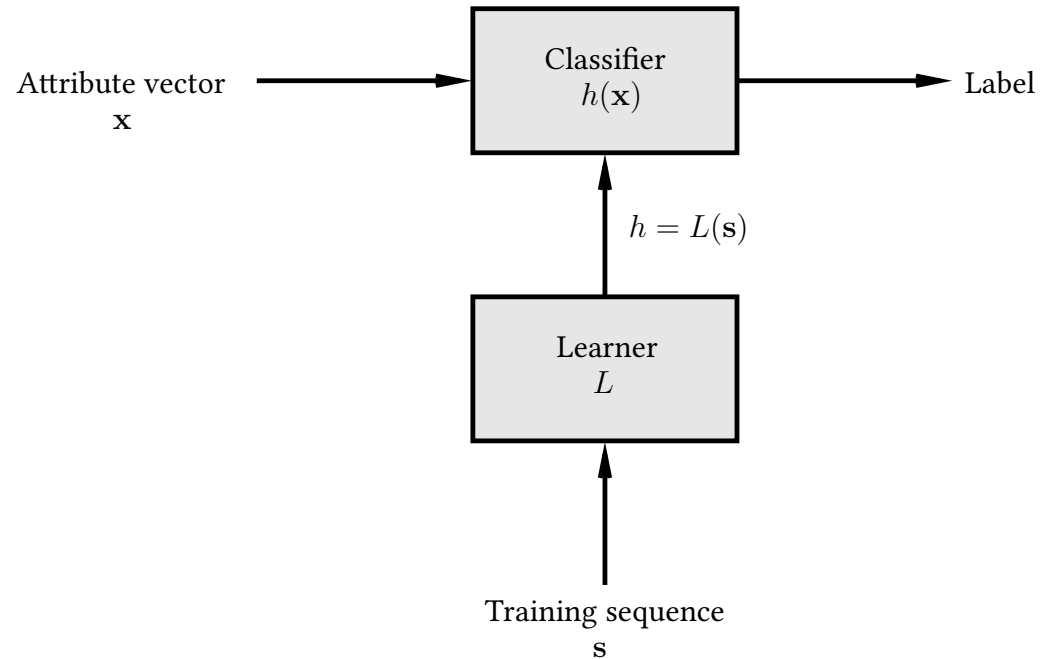 Classifier
h(x)
Attribute vector
x
Label
h = L(s)
Learner
L
Training sequence
s